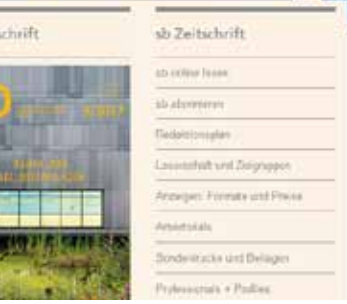 chrift
sb Zeitschrift
sb online lesen
sb abonnieren
Redaktionsplan
Leserschaft und Zielgruppen
Anzeigen: Formate und Preise
Advertorials
Sonderdrucke und Beilagen
Professionals + Profiles